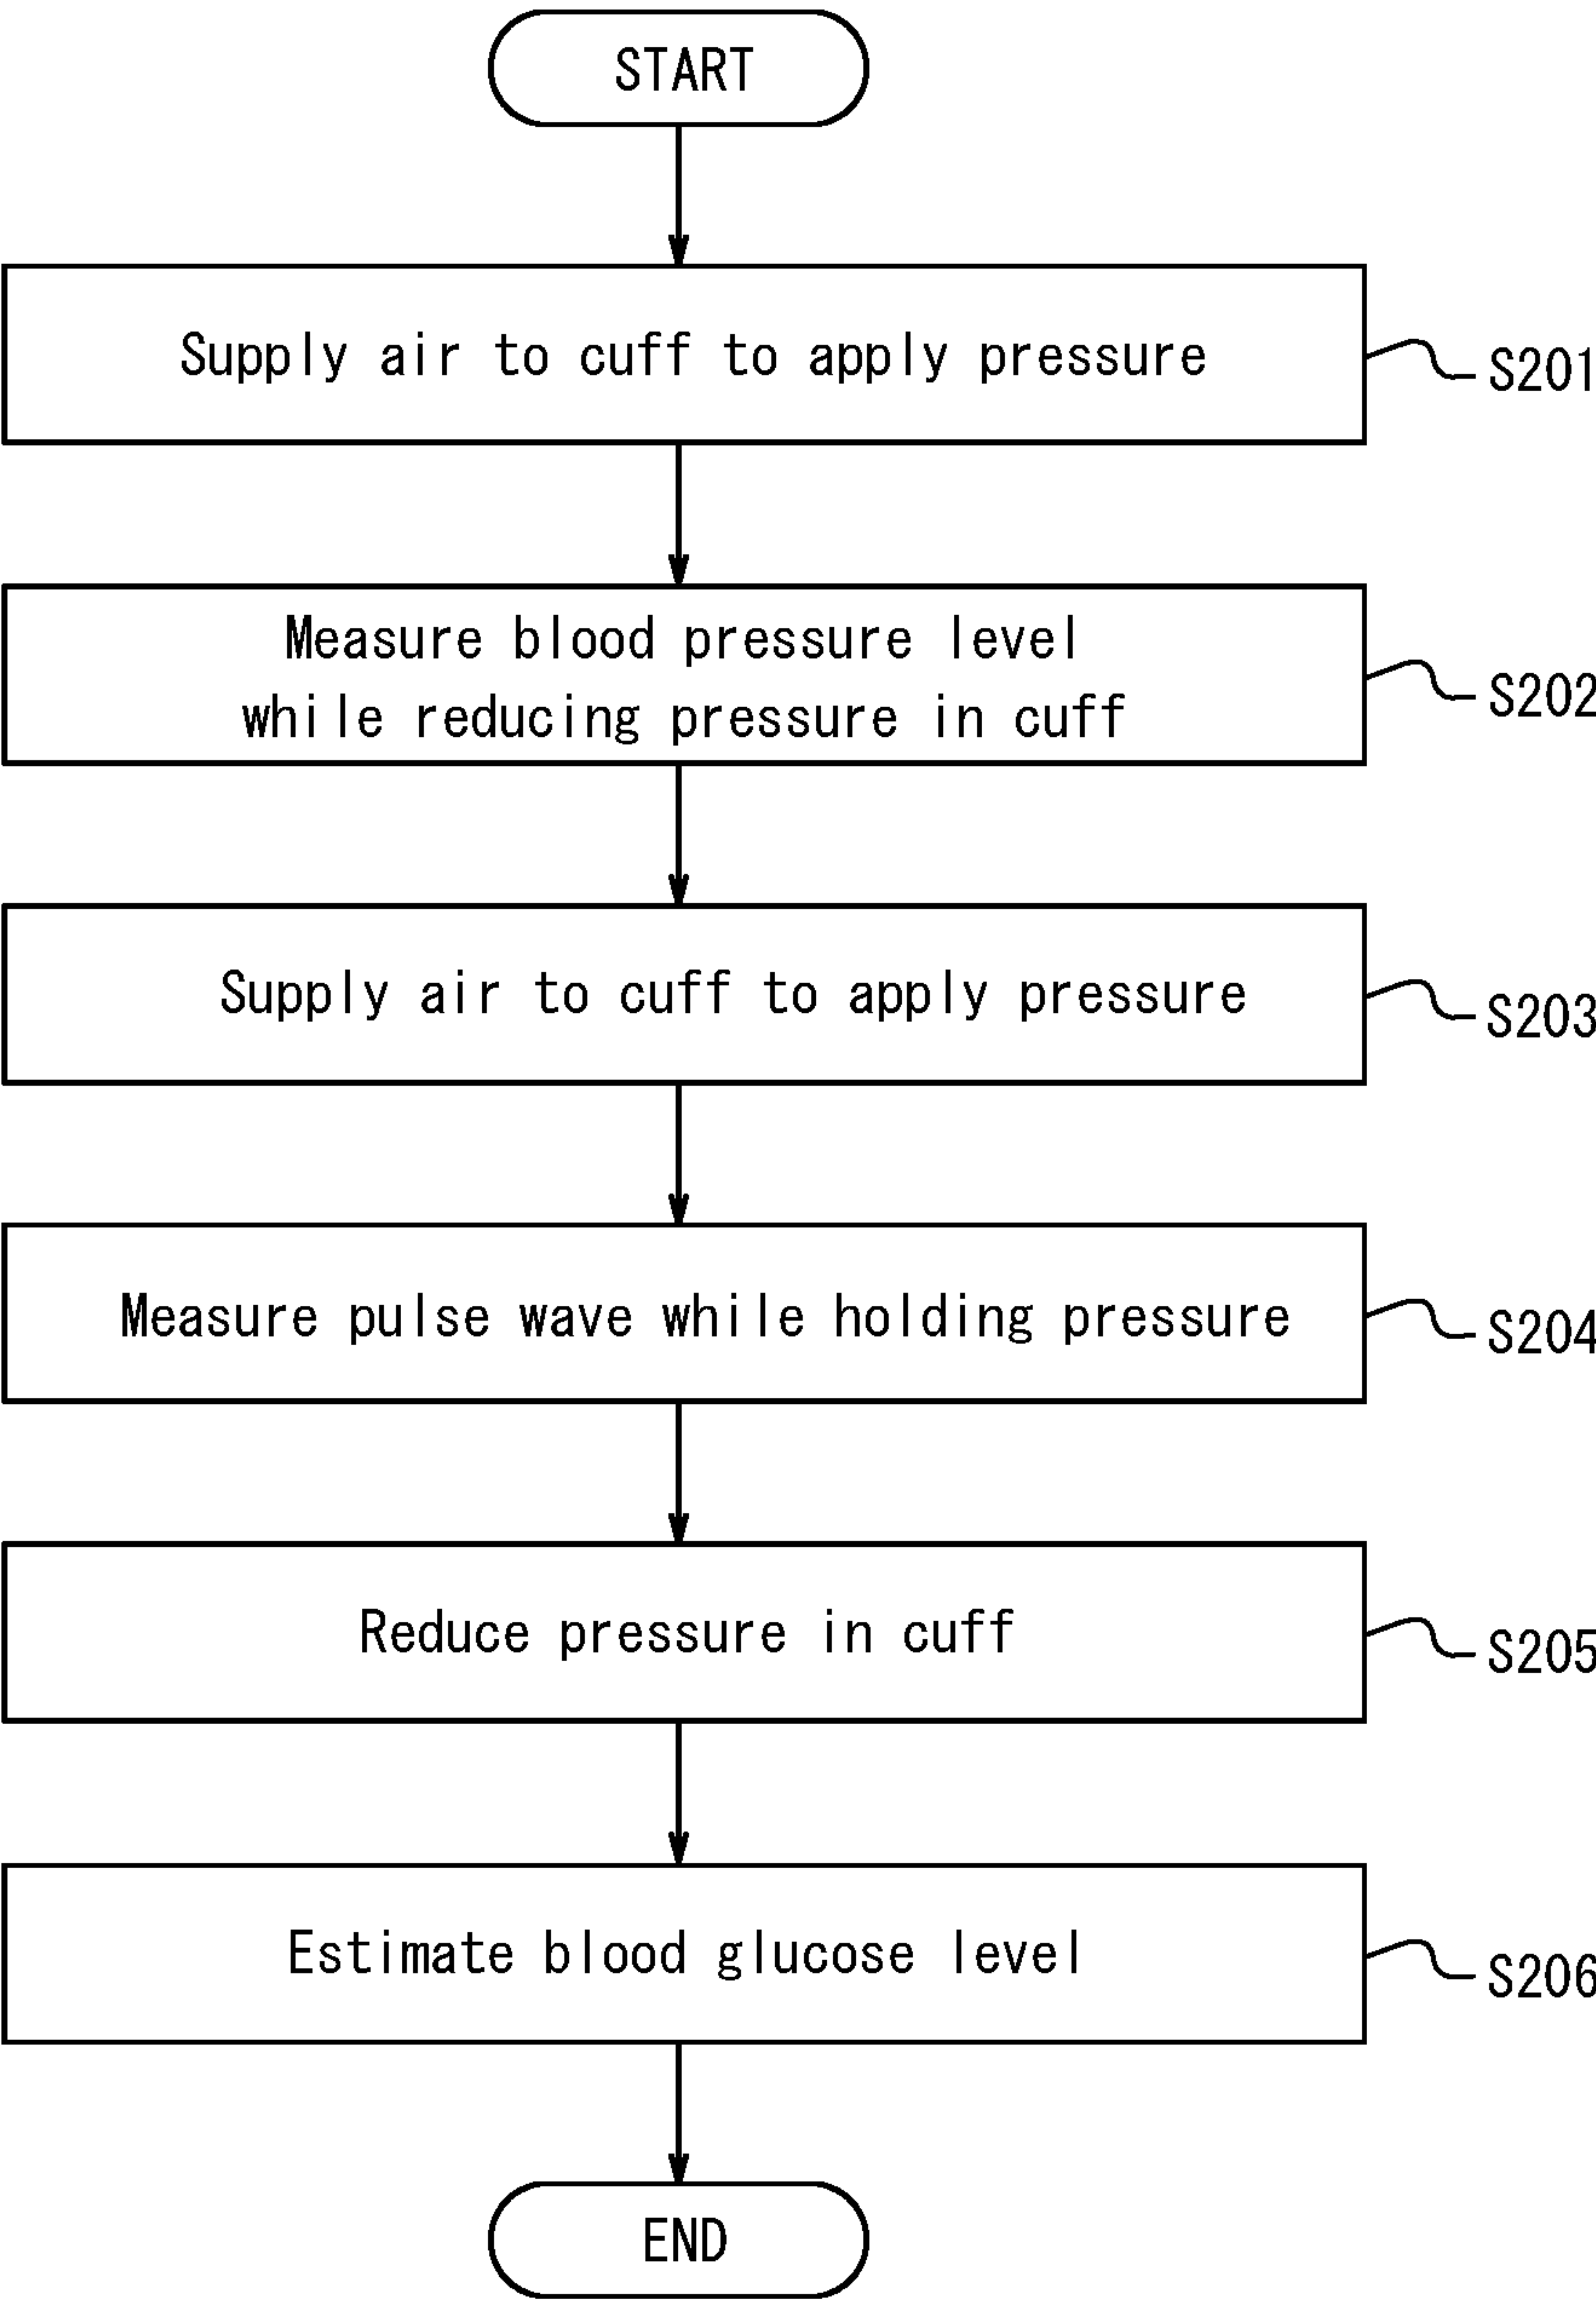 START
Supply air to cuff to apply pressure
S201
Measure blood pressure level
while reducing pressure in cuff
S202
Supply air to cuff to apply pressure
S203
Measure pulse wave while holding pressure
S204
Reduce pressure in cuff
S205
Estimate blood glucose level
S206
END